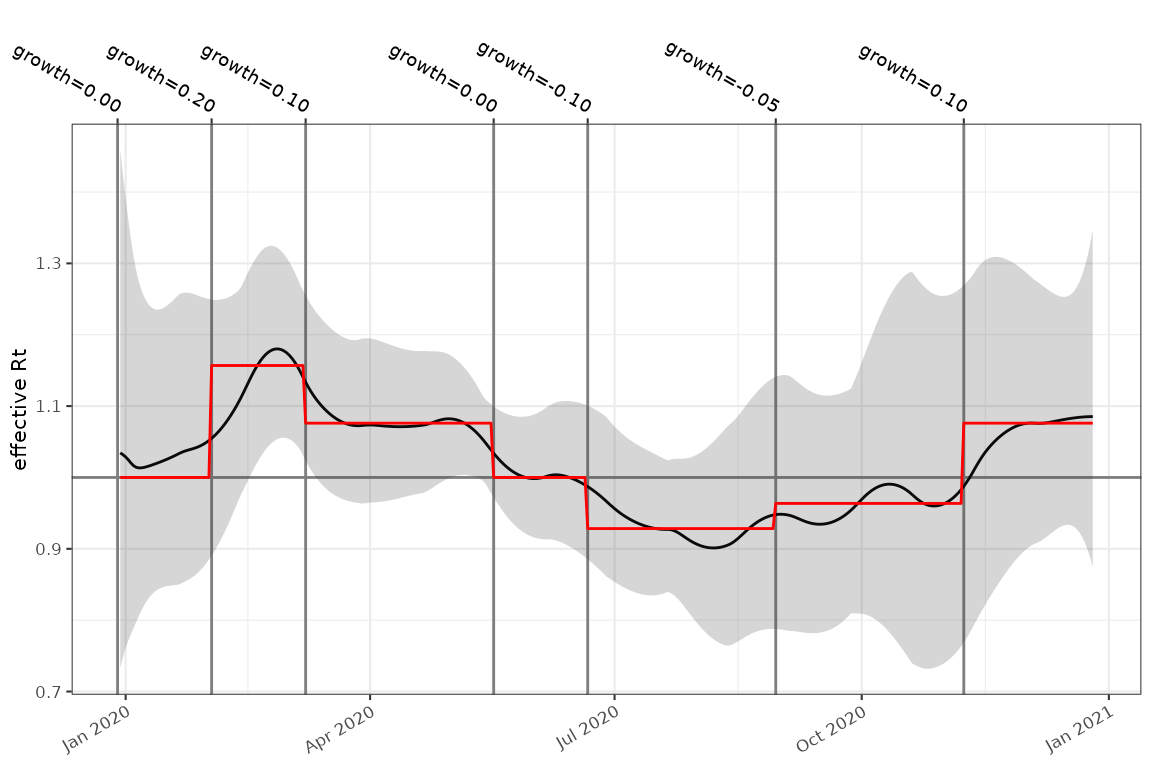 growth=0.00
growth=0.20
growth=0.10
growth=0.00
growth=-0.10
growth=-0.05
growth=0.10
effective Rt
1.3
1.1
0.9
0.7
Jan 2020
Apr 2020
Jul 2020
Oct 2020
Jan 2021